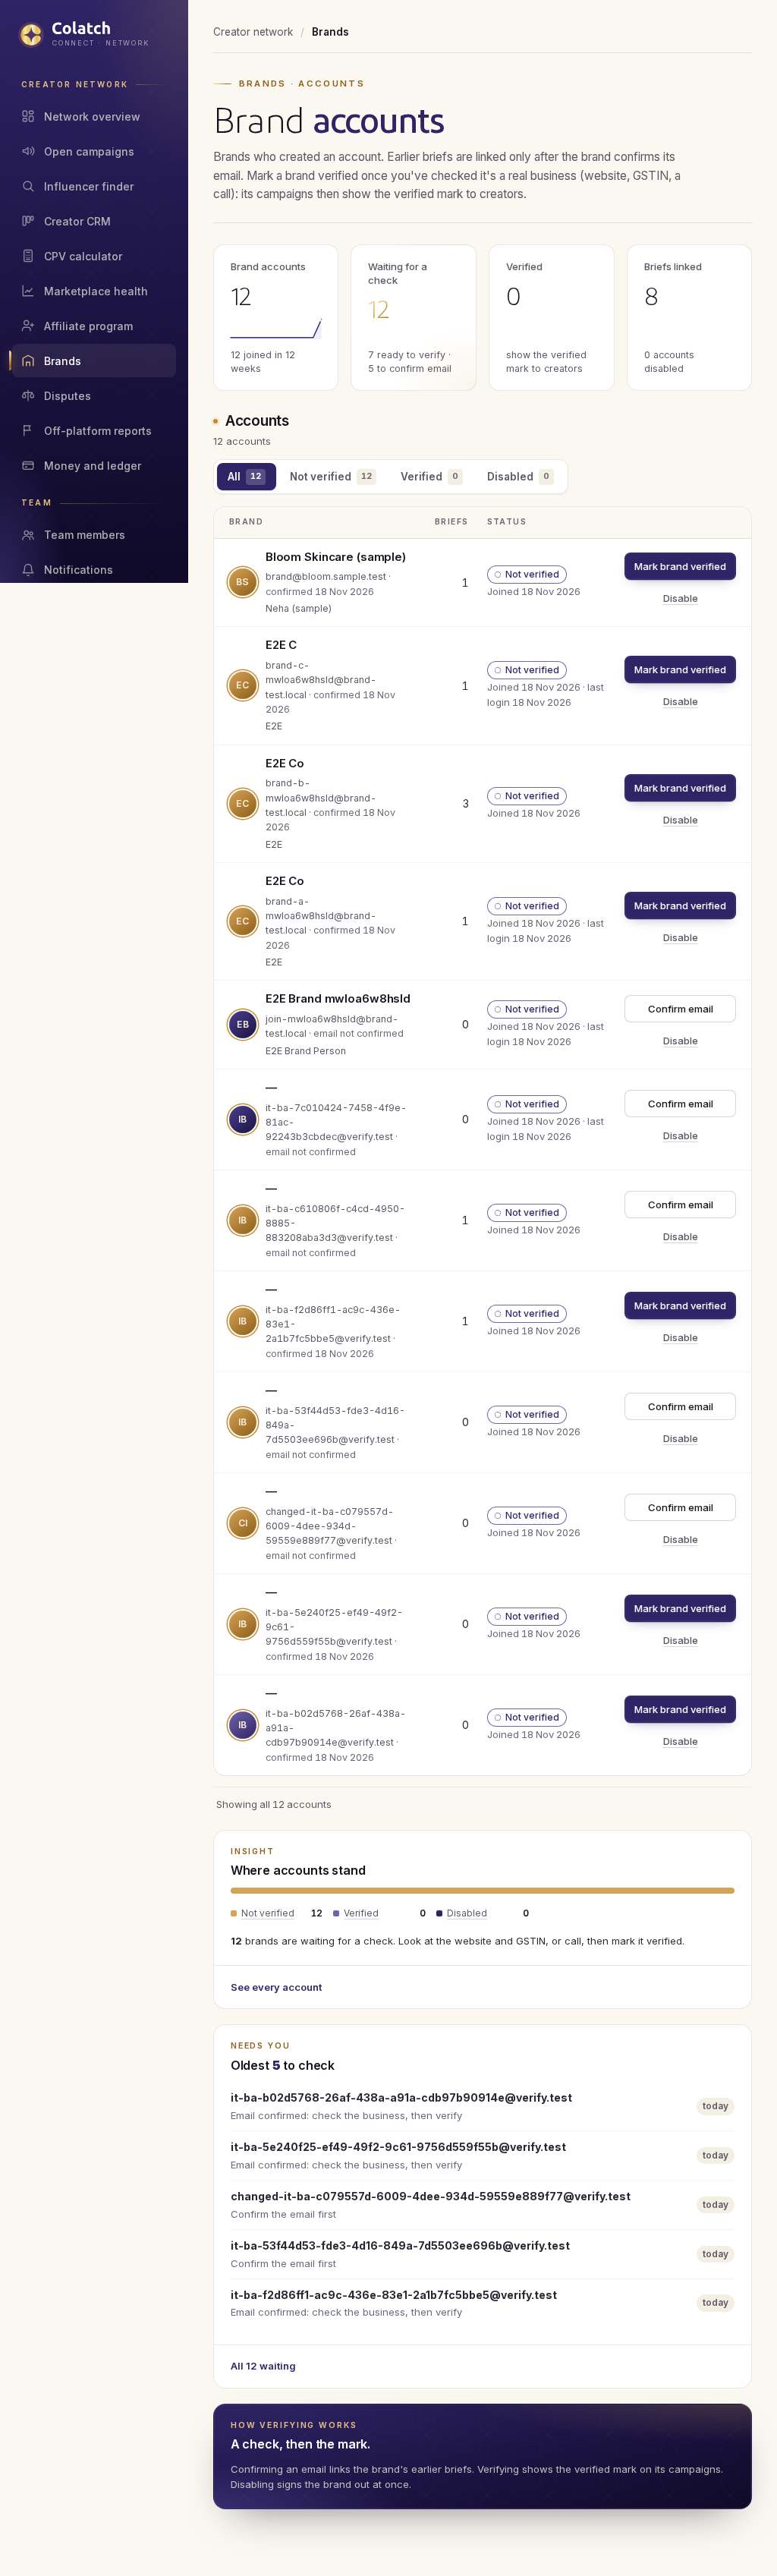 Colatch
CONNECT · NETWORK
CREATOR NETWORK
Network overview
Open campaigns
Influencer finder
Creator CRM
CPV calculator
Marketplace health
Affiliate program
Brands
Disputes
Off-platform reports
Money and ledger
TEAM
Team members
Notifications
Creator network / Brands
BRANDS · ACCOUNTS
Brand accounts
Brands who created an account. Earlier briefs are linked only after the brand confirms its
email. Mark a brand verified once you've checked it's a real business (website, GSTIN, a
call): its campaigns then show the verified mark to creators.
Brand accounts
12
12 joined in 12
weeks
Waiting for a
check
12
7 ready to verify ·
5 to confirm email
Verified
0
show the verified
mark to creators
Briefs linked
8
0 accounts
disabled
Accounts
12 accounts
All 12 Not verified 12 Verified 0 Disabled 0
BRAND BRIEFS STATUS
BS
Bloom Skincare (sample)
brand@bloom.sample.test ·
confirmed 18 Nov 2026
Neha (sample)
1
Not verified
Joined 18 Nov 2026
Mark brand verified
Disable
EC
E2E C
brand-c-
mwloa6w8hsld@brand-
test.local · confirmed 18 Nov
2026
E2E
1
Not verified
Joined 18 Nov 2026 · last
login 18 Nov 2026
Mark brand verified
Disable
EC
E2E Co
brand-b-
mwloa6w8hsld@brand-
test.local · confirmed 18 Nov
2026
E2E
3
Not verified
Joined 18 Nov 2026
Mark brand verified
Disable
EC
E2E Co
brand-a-
mwloa6w8hsld@brand-
test.local · confirmed 18 Nov
2026
E2E
1
Not verified
Joined 18 Nov 2026 · last
login 18 Nov 2026
Mark brand verified
Disable
EB
E2E Brand mwloa6w8hsld
join-mwloa6w8hsld@brand-
test.local · email not confirmed
E2E Brand Person
0
Not verified
Joined 18 Nov 2026 · last
login 18 Nov 2026
Confirm email
Disable
IB
—
it-ba-7c010424-7458-4f9e-
81ac-
92243b3cbdec@verify.test ·
email not confirmed
0
Not verified
Joined 18 Nov 2026 · last
login 18 Nov 2026
Confirm email
Disable
IB
—
it-ba-c610806f-c4cd-4950-
8885-
883208aba3d3@verify.test ·
email not confirmed
1
Not verified
Joined 18 Nov 2026
Confirm email
Disable
IB
—
it-ba-f2d86ff1-ac9c-436e-
83e1-
2a1b7fc5bbe5@verify.test ·
confirmed 18 Nov 2026
1
Not verified
Joined 18 Nov 2026
Mark brand verified
Disable
IB
—
it-ba-53f44d53-fde3-4d16-
849a-
7d5503ee696b@verify.test ·
email not confirmed
0
Not verified
Joined 18 Nov 2026
Confirm email
Disable
CI
—
changed-it-ba-c079557d-
6009-4dee-934d-
59559e889f77@verify.test ·
email not confirmed
0
Not verified
Joined 18 Nov 2026
Confirm email
Disable
IB
—
it-ba-5e240f25-ef49-49f2-
9c61-
9756d559f55b@verify.test ·
confirmed 18 Nov 2026
0
Not verified
Joined 18 Nov 2026
Mark brand verified
Disable
IB
—
it-ba-b02d5768-26af-438a-
a91a-
cdb97b90914e@verify.test ·
confirmed 18 Nov 2026
0
Not verified
Joined 18 Nov 2026
Mark brand verified
Disable
Showing all 12 accounts
INSIGHT
Where accounts stand
Not verified 12 Verified 0 Disabled 0
12 brands are waiting for a check. Look at the website and GSTIN, or call, then mark it verified.
See every account
NEEDS YOU
Oldest 5 to check
it-ba-b02d5768-26af-438a-a91a-cdb97b90914e@verify.test
Email confirmed: check the business, then verify
today
it-ba-5e240f25-ef49-49f2-9c61-9756d559f55b@verify.test
Email confirmed: check the business, then verify
today
changed-it-ba-c079557d-6009-4dee-934d-59559e889f77@verify.test
Confirm the email first
today
it-ba-53f44d53-fde3-4d16-849a-7d5503ee696b@verify.test
Confirm the email first
today
it-ba-f2d86ff1-ac9c-436e-83e1-2a1b7fc5bbe5@verify.test
Email confirmed: check the business, then verify
today
All 12 waiting
HOW VERIFYING WORKS
A check, then the mark.
Confirming an email links the brand's earlier briefs. Verifying shows the verified mark on its campaigns.
Disabling signs the brand out at once.